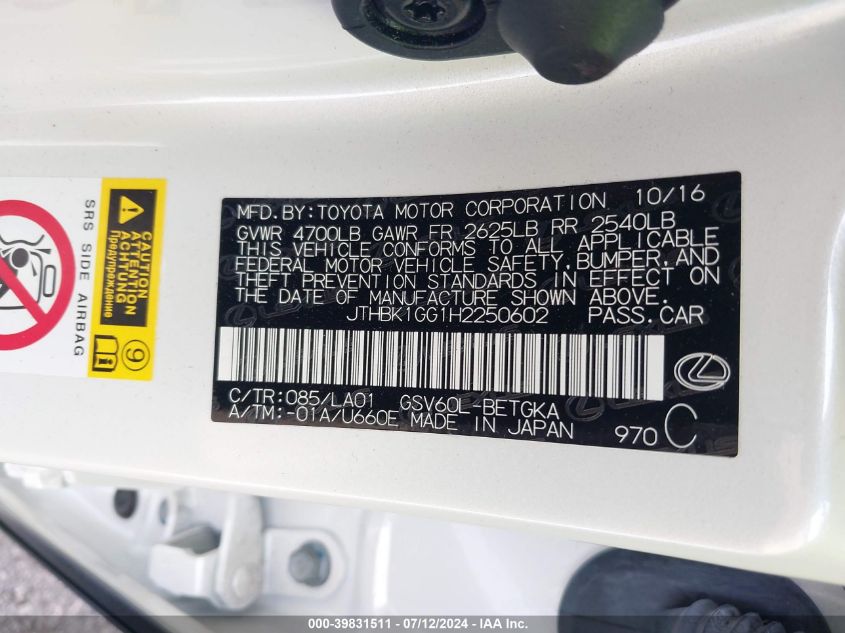 MFD.BY:TOYOTA MOTOR CORPORATION 10/16
GVWR 4700LB GAWR FR 2625LB RR 2540LB
THIS VEHICLE CONFORMS TO ALL APPLICABLE
FEDERAL MOTOR VEHICLE SAFETY, BUMPER, AND
THEFT PREVENTION STANDARDS IN EFFECT ON
THE DATE OF MANUFACTURE SHOWN ABOVE.
JTHBK1GG1H2250602 PASS.CAR
C/TR:085/LA01 GSV60L-BETGKA
A/TM:-01A/U660E MADE IN JAPAN 970 C
SRS SIDE AIRBAG
CAUTION
ATTENTION
ACHTUNG
Предупреждение
9
000-39831511 - 07/12/2024 - IAA Inc.